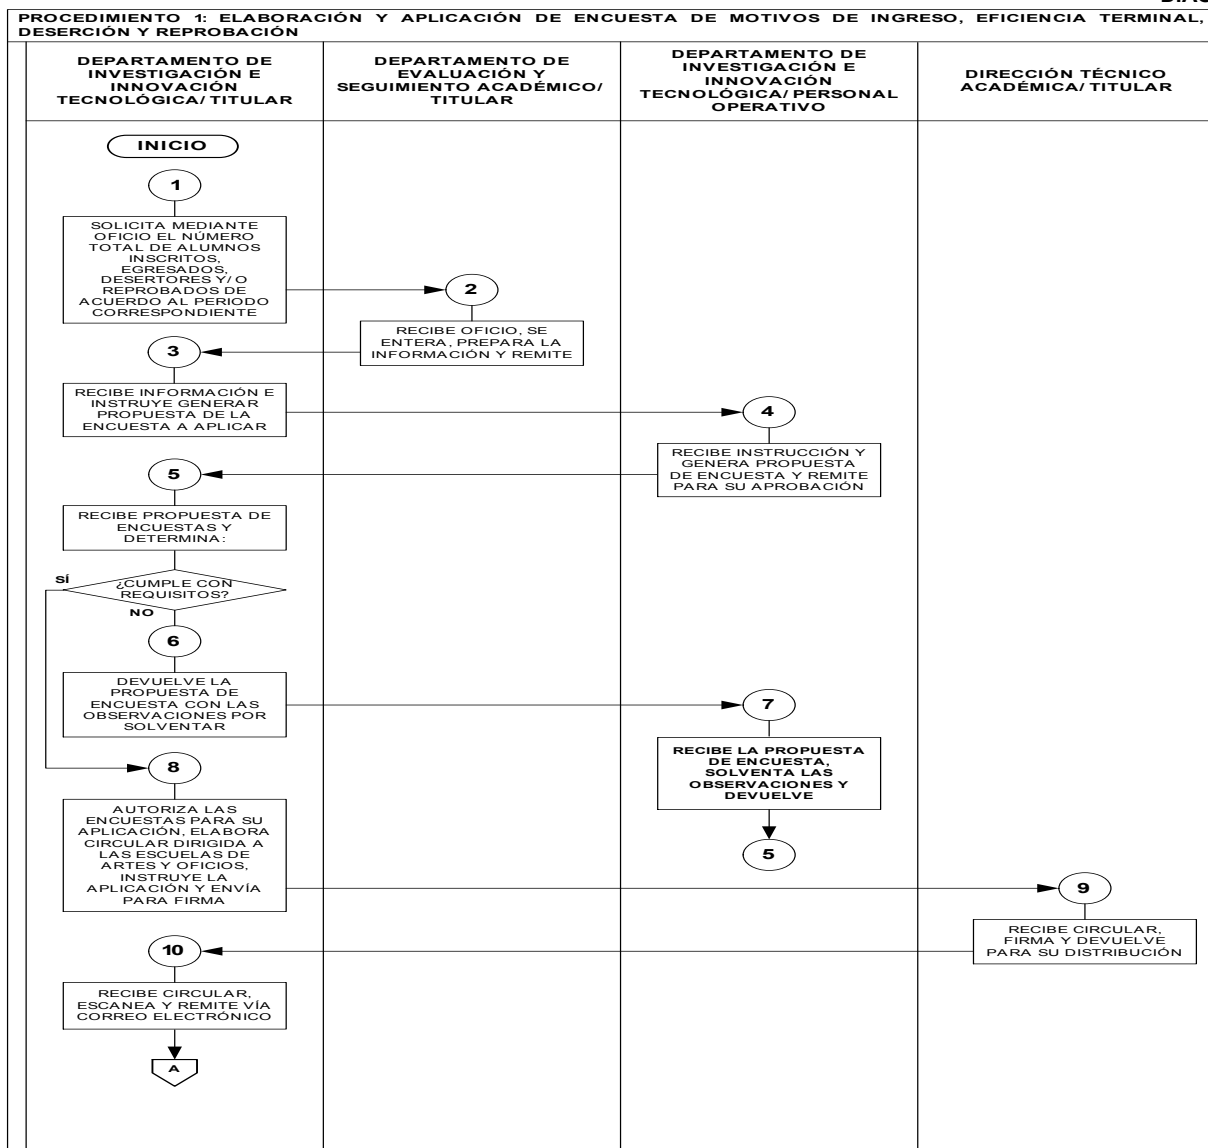 PROCEDIMIENTO 1: ELABORACIÓN Y APLICACIÓN DE ENCUESTA DE MOTIVOS DE INGRESO, EFICIENCIA TERMINAL,
DESERCIÓN Y REPROBACIÓN
DEPARTAMENTO DE
INVESTIGACIÓN E
INNOVACIÓN
TECNOLÓGICA/ TITULAR
DEPARTAMENTO DE
EVALUACIÓN Y
SEGUIMIENTO ACADÉMICO/
TITULAR
DEPARTAMENTO DE
INVESTIGACIÓN E
INNOVACIÓN
TECNOLÓGICA/ PERSONAL
OPERATIVO
DIRECCIÓN TÉCNICO
ACADÉMICA/ TITULAR
INICIO
1
SOLICITA MEDIANTE
OFICIO EL NÚMERO
TOTAL DE ALUMNOS
INSCRITOS,
EGRESADOS,
DESERTORES Y/ O
REPROBADOS DE
ACUERDO AL PERIODO
CORRESPONDIENTE
2
RECIBE OFICIO, SE
ENTERA, PREPARA LA
INFORMACIÓN Y REMITE
3
RECIBE INFORMACIÓN E
INSTRUYE GENERAR
PROPUESTA DE LA
ENCUESTA A APLICAR
4
RECIBE INSTRUCCIÓN Y
GENERA PROPUESTA
DE ENCUESTA Y REMITE
PARA SU APROBACIÓN
5
RECIBE PROPUESTA DE
ENCUESTAS Y
DETERMINA:
SÍ
¿CUMPLE CON
REQUISITOS?
NO
6
DEVUELVE LA
PROPUESTA DE
ENCUESTA CON LAS
OBSERVACIONES POR
SOLVENTAR
7
RECIBE LA PROPUESTA
DE ENCUESTA,
SOLVENTA LAS
OBSERVACIONES Y
DEVUELVE
5
8
AUTORIZA LAS
ENCUESTAS PARA SU
APLICACIÓN, ELABORA
CIRCULAR DIRIGIDA A
LAS ESCUELAS DE
ARTES Y OFICIOS,
INSTRUYE LA
APLICACIÓN Y ENVÍA
PARA FIRMA
9
RECIBE CIRCULAR,
FIRMA Y DEVUELVE
PARA SU DISTRIBUCIÓN
10
RECIBE CIRCULAR,
ESCANEA Y REMITE VÍA
CORREO ELECTRÓNICO
A